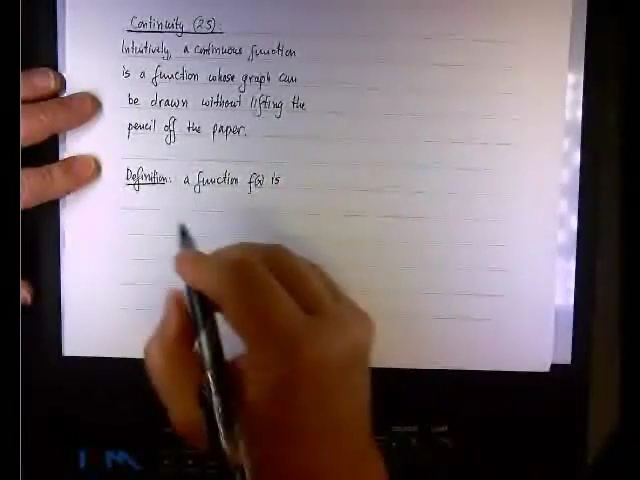 Continuity (2.5):
Intuitively, a continuous function
is a function whose graph can
be drawn without lifting the
pencil off the paper.
Definition: a function f(x) is